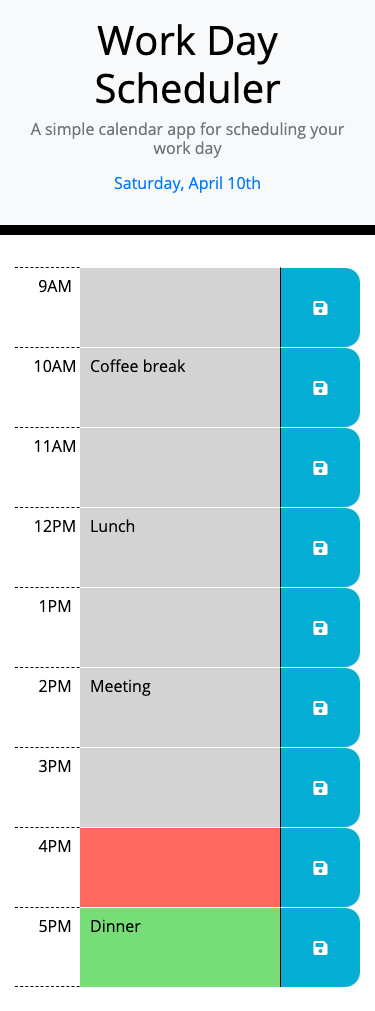 Work Day
Scheduler
A simple calendar app for scheduling your
work day
Saturday, April 10th
9AM
10AM Coffee break
11AM
12PM Lunch
1PM
2PM Meeting
3PM
4PM
5PM Dinner